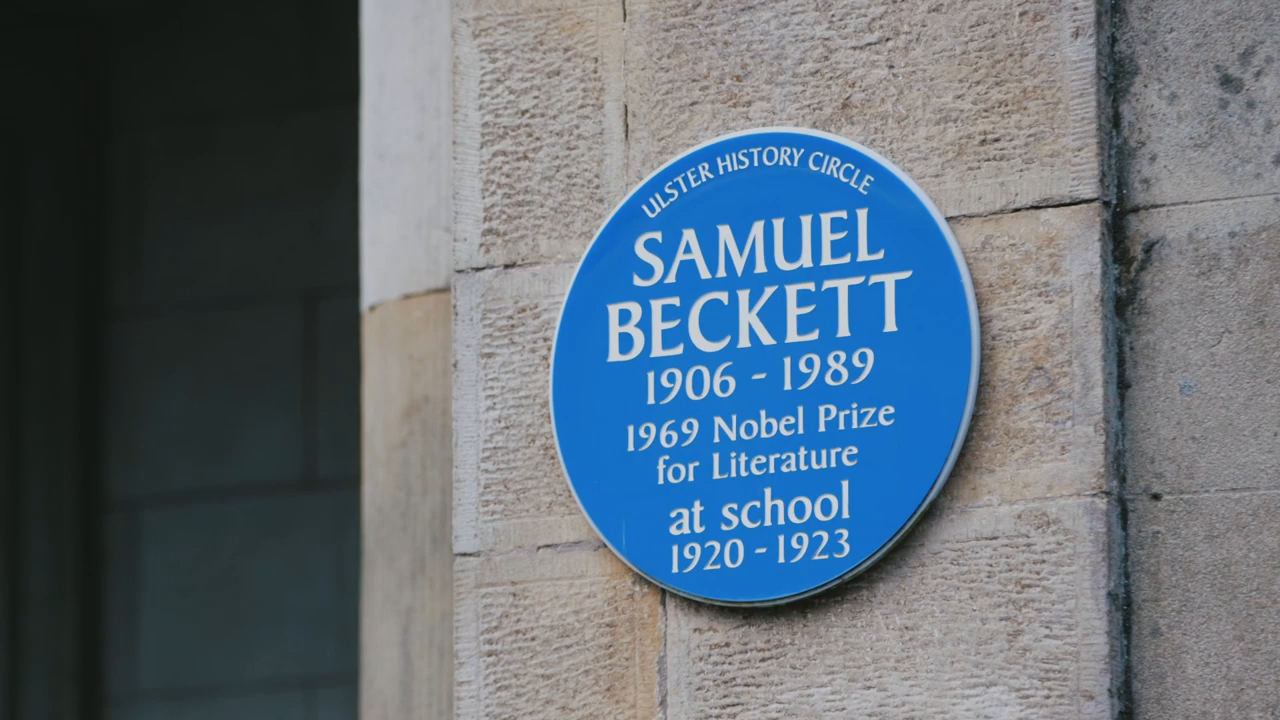 ULSTER HISTORY CIRCLE
SAMUEL
BECKETT
1906 - 1989
1969 Nobel Prize
for Literature
at school
1920 - 1923